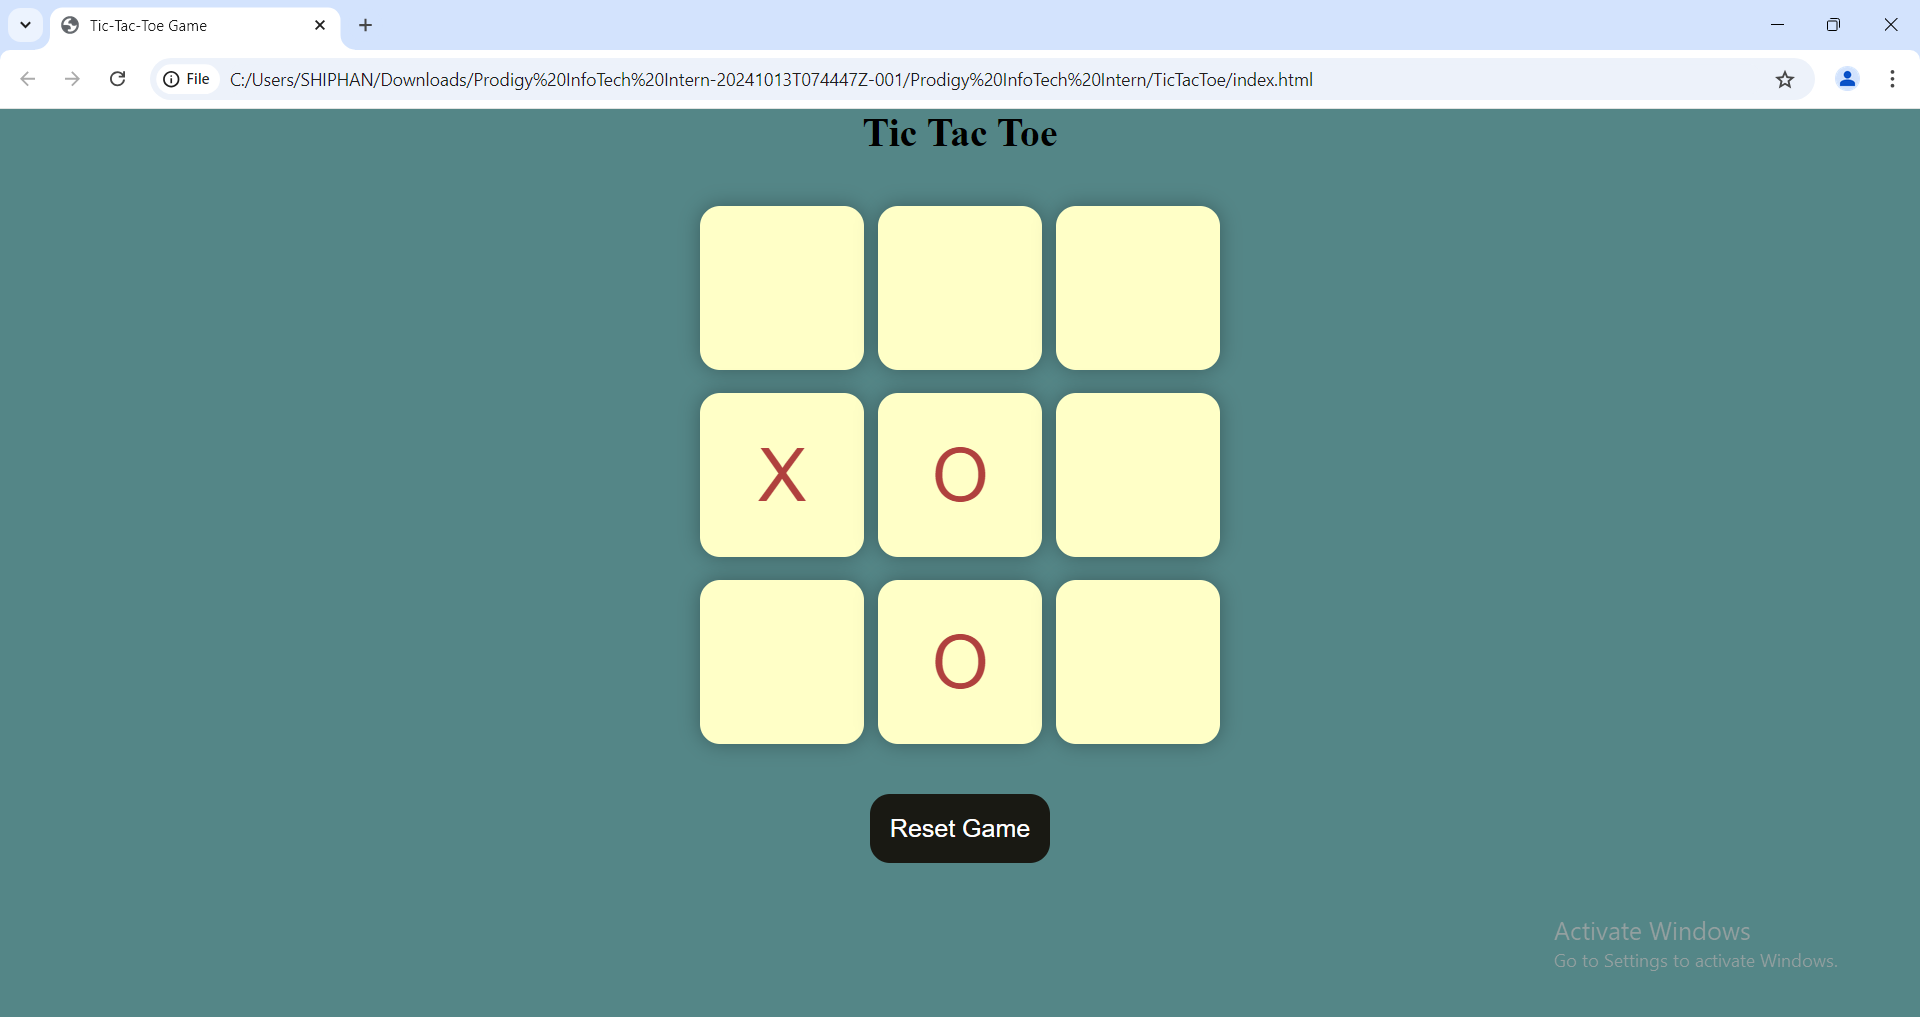 Tic-Tac-Toe Game
File C:/Users/SHIPHAN/Downloads/Prodigy%20InfoTech%20Intern-20241013T074447Z-001/Prodigy%20InfoTech%20Intern/TicTacToe/index.html
Tic Tac Toe
X O
O
Reset Game
Activate Windows
Go to Settings to activate Windows.